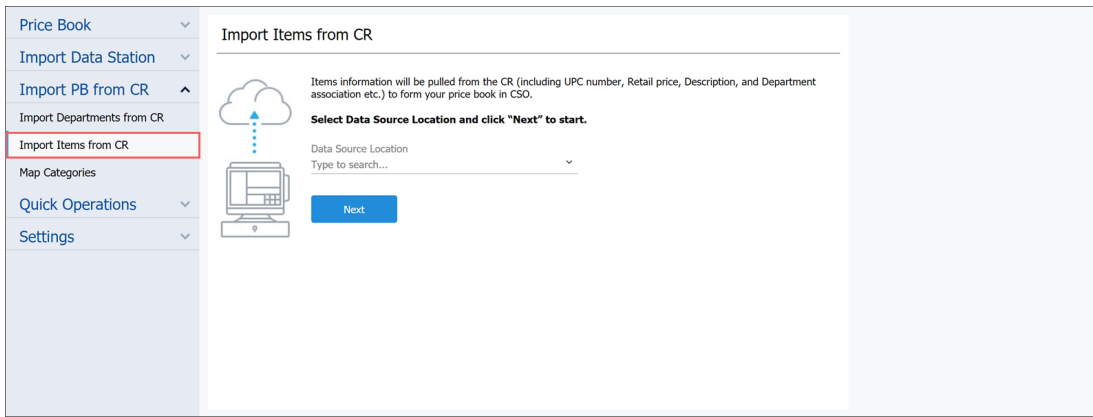 Price Book
Import Data Station
Import PB from CR
Import Departments from CR
Import Items from CR
Map Categories
Quick Operations
Settings
Import Items from CR
Items information will be pulled from the CR (including UPC number, Retail price, Description, and Department
association etc.) to form your price book in CSO.
Select Data Source Location and click “Next” to start.
Data Source Location
Type to search...
Next